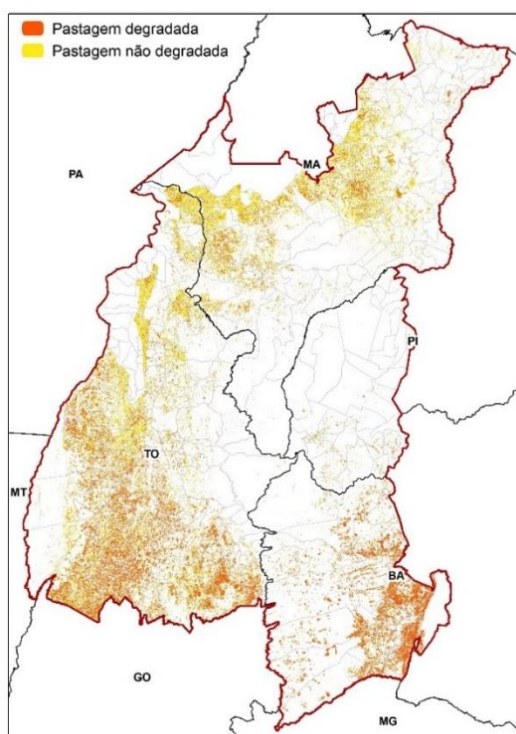 Pastagem degradada
Pastagem não degradada
MA
PA
PI
TO
MT
BA
GO
MG